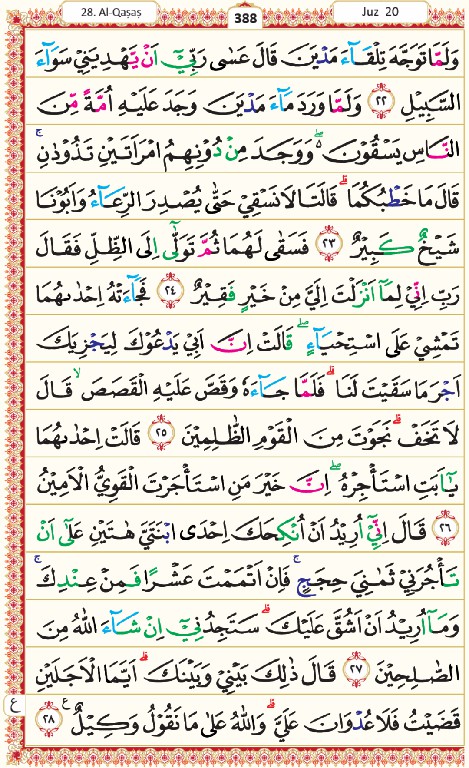 28. Al-Qaṣaṣ 388 Juz 20
وَلَمَّا تَوَجَّهَ تِلْقَآءَ مَدْيَنَ قَالَ عَسٰى رَبِّيْٓ اَنْ يَّهْدِيَنِيْ سَوَآءَ
السَّبِيْلِ ٢٢ وَلَمَّا وَرَدَ مَآءَ مَدْيَنَ وَجَدَ عَلَيْهِ اُمَّةً مِّنَ
النَّاسِ يَسْقُوْنَ ەۖ وَوَجَدَ مِنْ دُوْنِهِمُ امْرَاَتَيْنِ تَذُوْدٰنِۚ
قَالَ مَا خَطْبُكُمَاۗ قَالَتَا لَا نَسْقِيْ حَتّٰى يُصْدِرَ الرِّعَآءُ وَاَبُوْنَا
شَيْخٌ كَبِيْرٌ ٢٣ فَسَقٰى لَهُمَا ثُمَّ تَوَلّٰىٓ اِلَى الظِّلِّ فَقَالَ
رَبِّ اِنِّيْ لِمَآ اَنْزَلْتَ اِلَيَّ مِنْ خَيْرٍ فَقِيْرٌ ٢٤ فَجَآءَتْهُ اِحْدٰىهُمَا
تَمْشِيْ عَلَى اسْتِحْيَآءٍۖ قَالَتْ اِنَّ اَبِيْ يَدْعُوْكَ لِيَجْزِيَكَ
اَجْرَ مَا سَقَيْتَ لَنَاۗ فَلَمَّا جَآءَهٗ وَقَصَّ عَلَيْهِ الْقَصَصَۙ قَالَ
لَا تَخَفْۗ نَجَوْتَ مِنَ الْقَوْمِ الظّٰلِمِيْنَ ٢٥ قَالَتْ اِحْدٰىهُمَا
يٰٓاَبَتِ اسْتَأْجِرْهُۖ اِنَّ خَيْرَ مَنِ اسْتَأْجَرْتَ الْقَوِيُّ الْاَمِيْنُ
٢٦ قَالَ اِنِّيْٓ اُرِيْدُ اَنْ اُنْكِحَكَ اِحْدَى ابْنَتَيَّ هٰتَيْنِ عَلٰٓى اَنْ
تَأْجُرَنِيْ ثَمٰنِيَ حِجَجٍۚ فَاِنْ اَتْمَمْتَ عَشْرًا فَمِنْ عِنْدِكَۚ
وَمَآ اُرِيْدُ اَنْ اَشُقَّ عَلَيْكَۗ سَتَجِدُنِيْٓ اِنْ شَآءَ اللّٰهُ مِنَ
الصّٰلِحِيْنَ ٢٧ قَالَ ذٰلِكَ بَيْنِيْ وَبَيْنَكَۗ اَيَّمَا الْاَجَلَيْنِ
قَضَيْتُ فَلَا عُدْوَانَ عَلَيَّۗ وَاللّٰهُ عَلٰى مَا نَقُوْلُ وَكِيْلٌ ࣖ ٢٨
ع